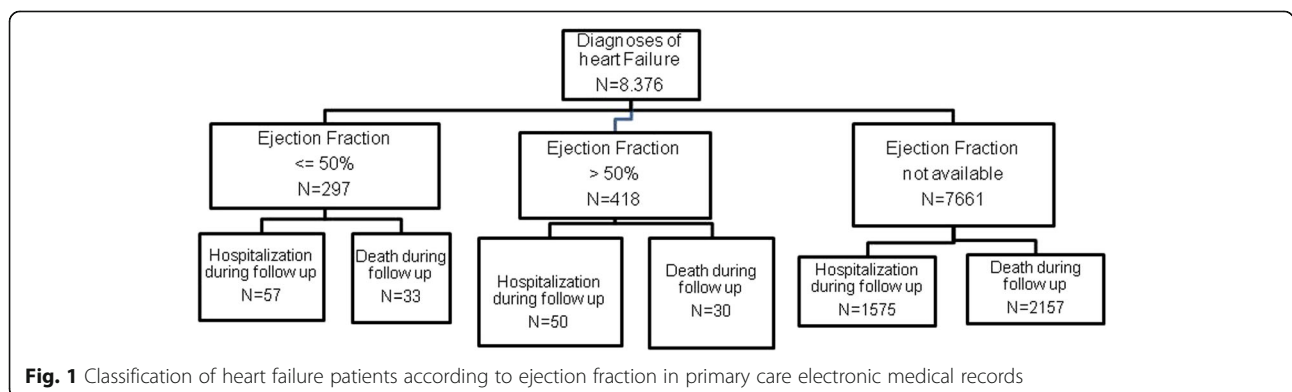 Diagnoses of
heart Failure
N=8.376
Ejection Fraction
<= 50%
N=297
Ejection Fraction
> 50%
N=418
Ejection Fraction
not available
N=7661
Hospitalization
during follow up
N=57
Death during
follow up
N=33
Hospitalization
during follow up
N=50
Death during
follow up
N=30
Hospitalization
during follow up
N=1575
Death during
follow up
N=2157
Fig. 1 Classification of heart failure patients according to ejection fraction in primary care electronic medical records